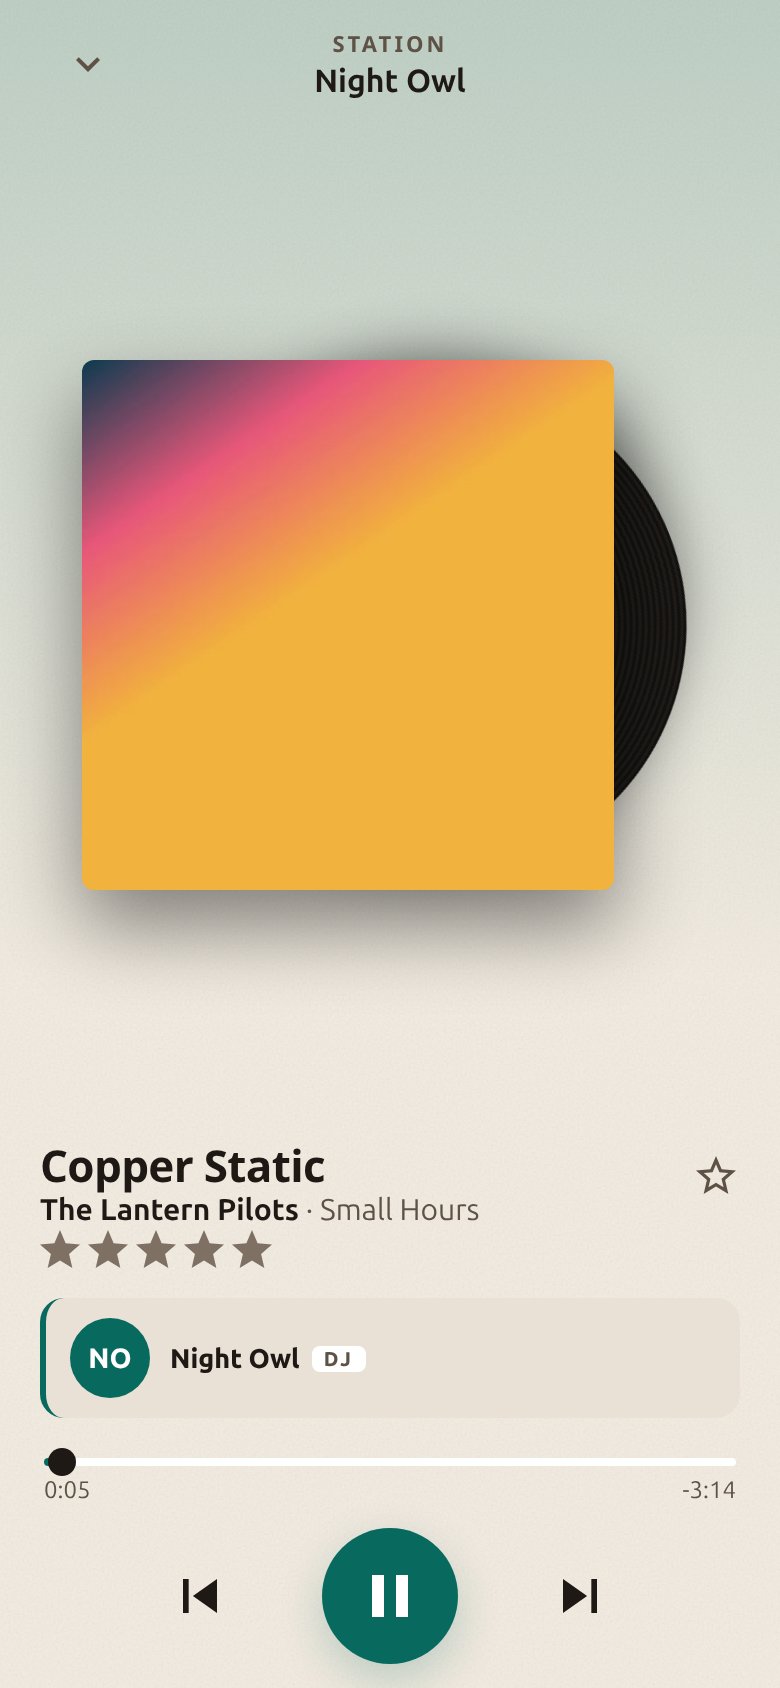 STATION
Night Owl
Copper Static
The Lantern Pilots · Small Hours
NO Night Owl DJ
0:05 -3:14